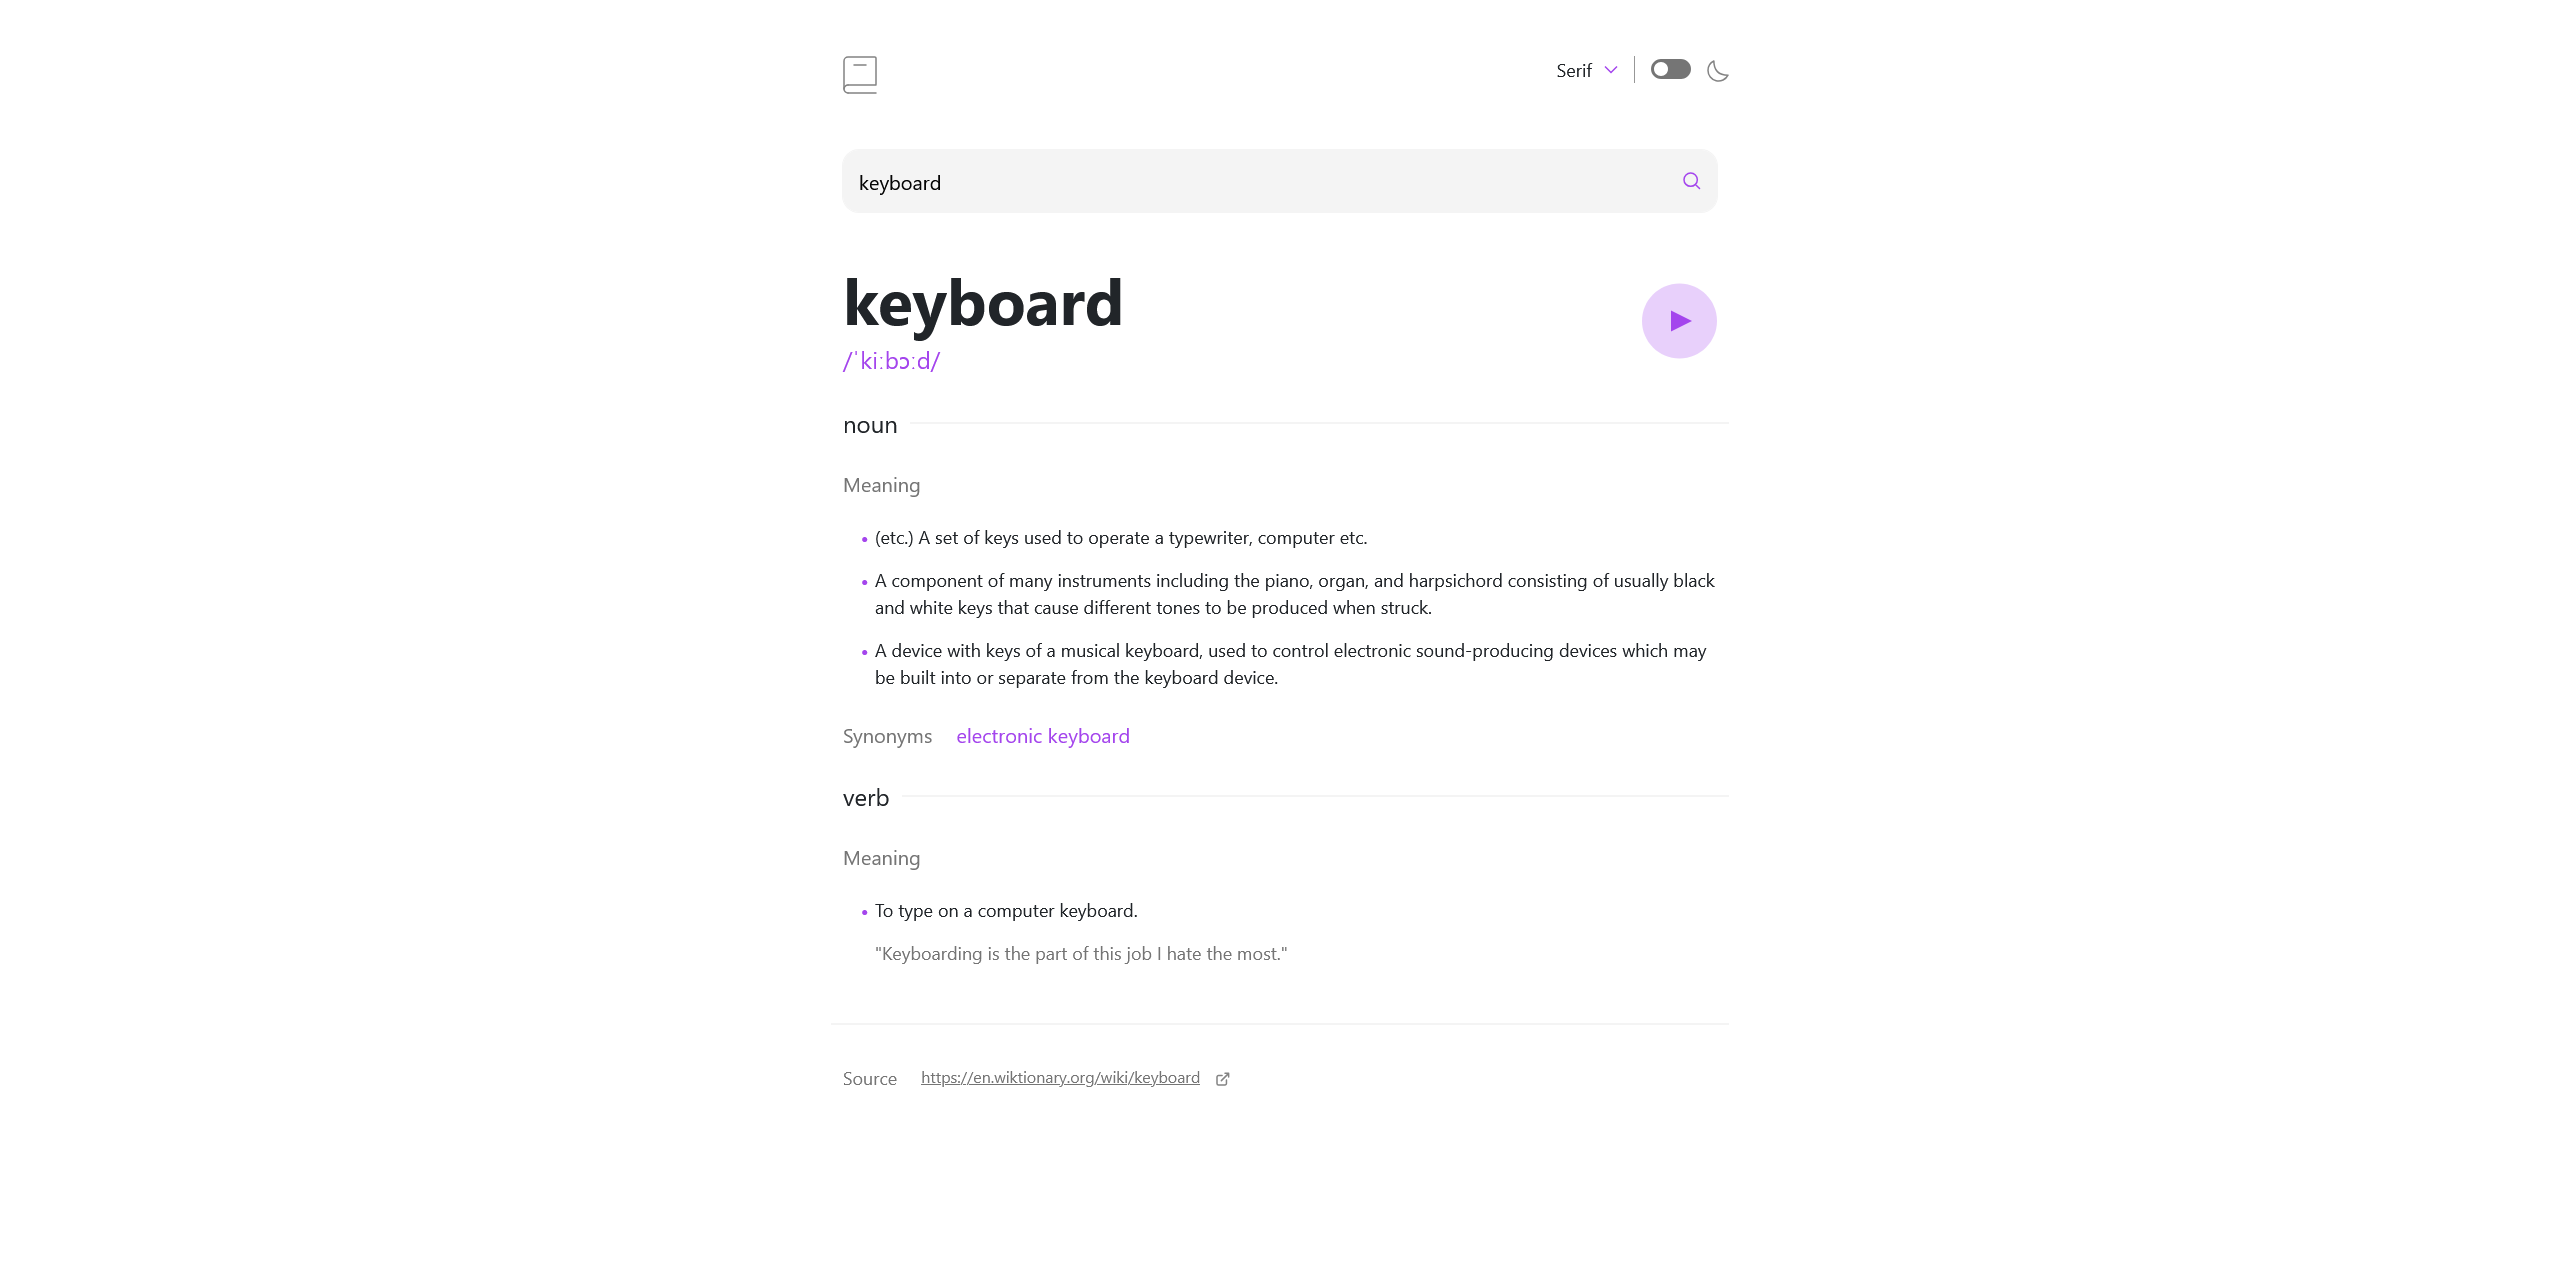 Serif
keyboard
keyboard
/ˈkiːbɔːd/
noun
Meaning
(etc.) A set of keys used to operate a typewriter, computer etc.
A component of many instruments including the piano, organ, and harpsichord consisting of usually black
and white keys that cause different tones to be produced when struck.
A device with keys of a musical keyboard, used to control electronic sound-producing devices which may
be built into or separate from the keyboard device.
Synonyms electronic keyboard
verb
Meaning
To type on a computer keyboard.
"Keyboarding is the part of this job I hate the most."
Source https://en.wiktionary.org/wiki/keyboard